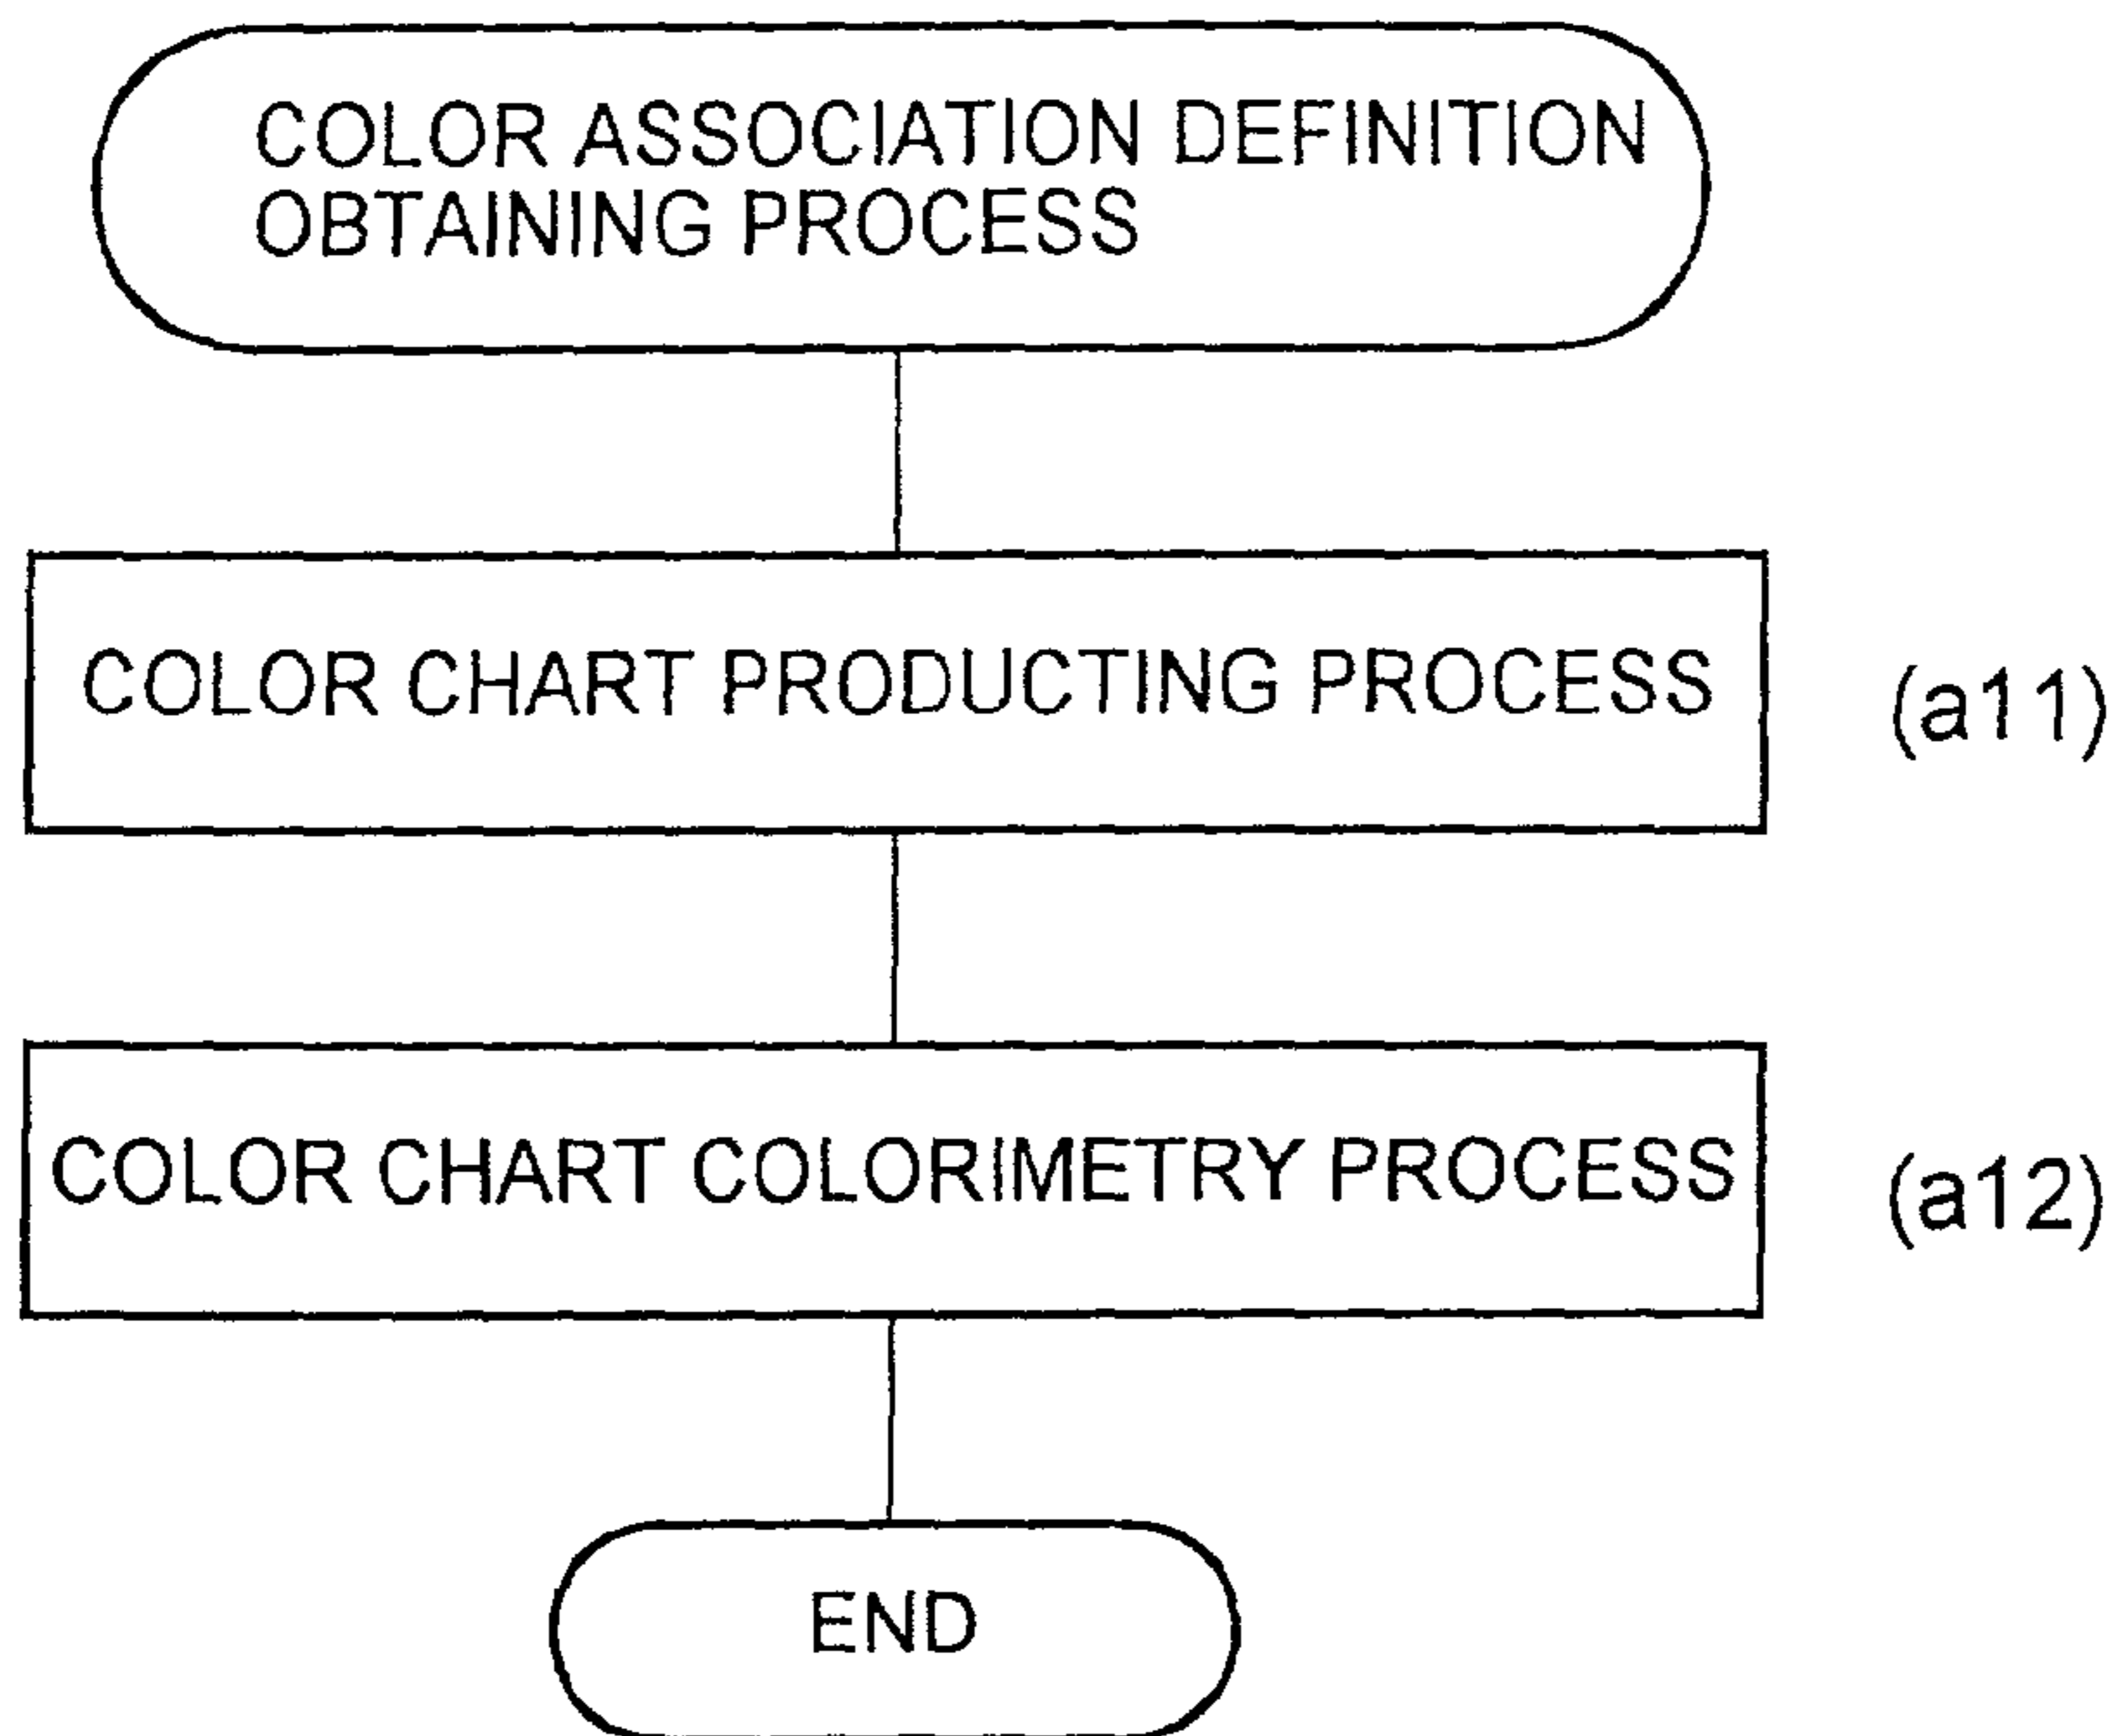 COLOR ASSOCIATION DEFINITION
OBTAINING PROCESS
COLOR CHART PRODUCTING PROCESS
(a11)
COLOR CHART COLORIMETRY PROCESS
(a12)
END